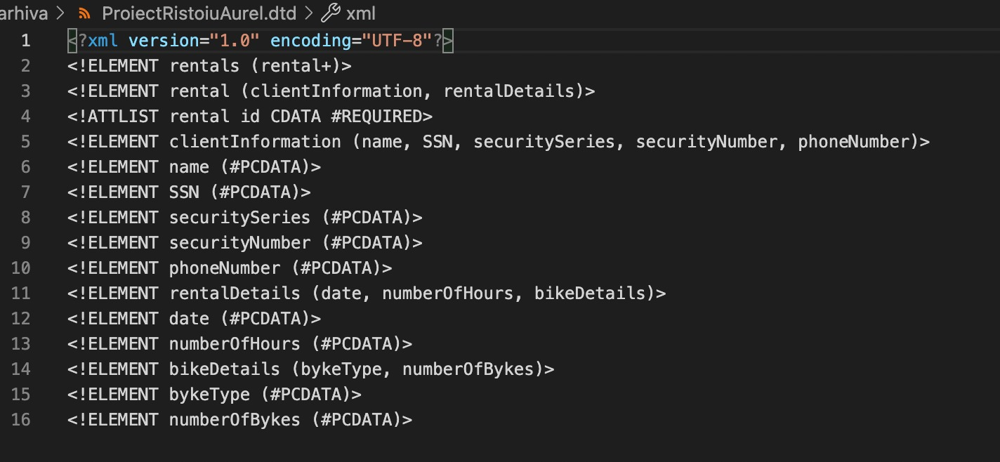 arhiva > ProiectRistoiuAurel.dtd > xml
1 <?xml version="1.0" encoding="UTF-8"?>
2 <!ELEMENT rentals (rental+)>
3 <!ELEMENT rental (clientInformation, rentalDetails)>
4 <!ATTLIST rental id CDATA #REQUIRED>
5 <!ELEMENT clientInformation (name, SSN, securitySeries, securityNumber, phoneNumber)>
6 <!ELEMENT name (#PCDATA)>
7 <!ELEMENT SSN (#PCDATA)>
8 <!ELEMENT securitySeries (#PCDATA)>
9 <!ELEMENT securityNumber (#PCDATA)>
10 <!ELEMENT phoneNumber (#PCDATA)>
11 <!ELEMENT rentalDetails (date, numberOfHours, bikeDetails)>
12 <!ELEMENT date (#PCDATA)>
13 <!ELEMENT numberOfHours (#PCDATA)>
14 <!ELEMENT bikeDetails (bykeType, numberOfBykes)>
15 <!ELEMENT bykeType (#PCDATA)>
16 <!ELEMENT numberOfBykes (#PCDATA)>